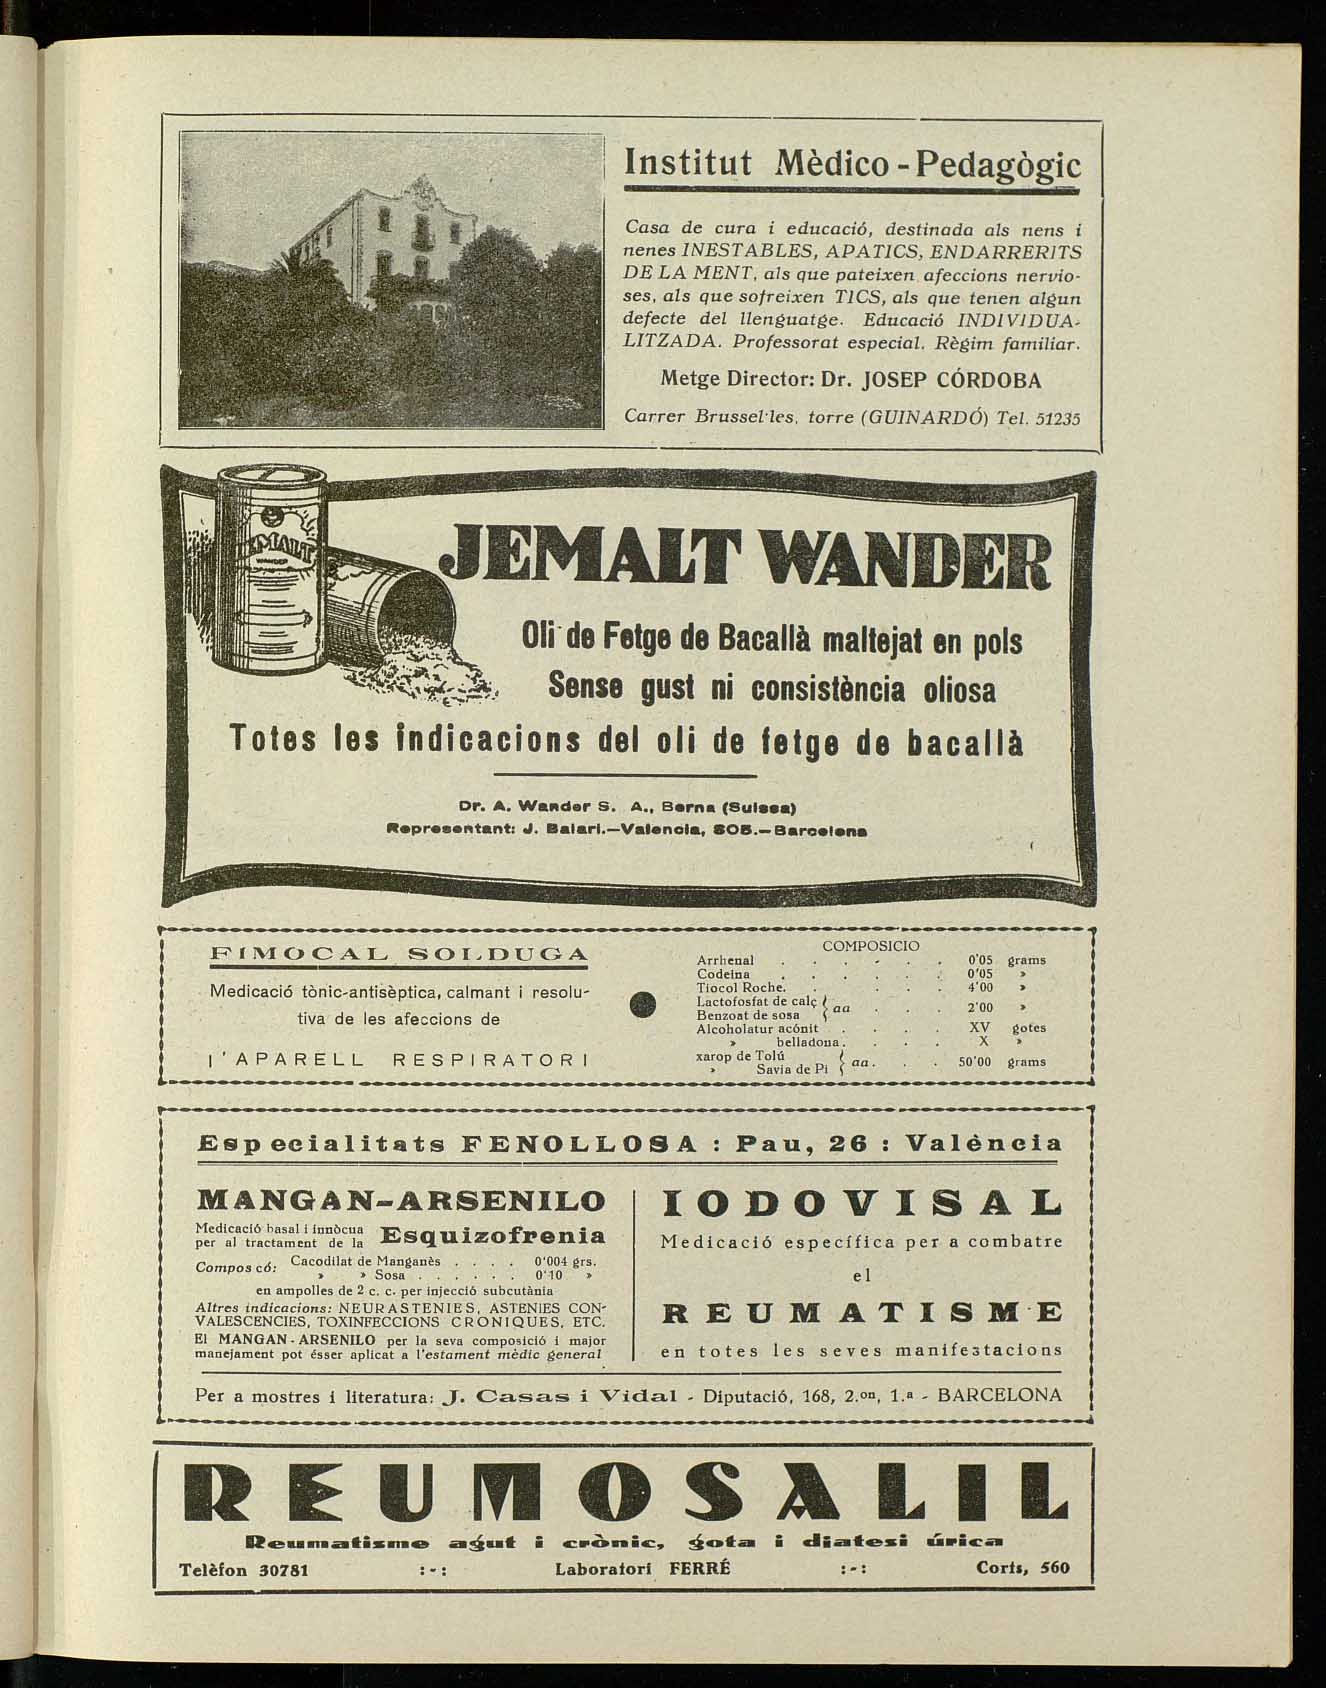 Institut Mèdico-Pedagògic
Casa de cura i educació, destinada als nens i
nenes INESTABLES, APATICS, ENDARRERITS
DE LA MENT, als que pateixen afeccions nervio-
ses, als que sofreixen TICS, als que tenen algun
defecte del llenguatge. Educació INDIVIDUA-
LITZADA. Professorat especial. Règim familiar.
Metge Director: Dr. JOSEP CÓRDOBA
Carrer Brussel·les, torre (GUINARDÓ) Tel. 51235
JEMALT
WANDER
JEMALT WANDER
Oli de Fetge de Bacallà maltejat en pols
Sense gust ni consistència oliosa
Totes les indicacions del oli de fetge de bacallà
Dr. A. Wander S. A., Berna (Suissa)
Representant: J. Balari.—Valencia, 805.—Barcelona
FIMOCAL SOLDUGA
Medicació tònic-antisèptica, calmant i resolu-
tiva de les afeccions de
l'APARELL RESPIRATORI
COMPOSICIO
Arrhenal . . . . . . . 0'05 grams
Codeina . . . . . . . 0'05 »
Tiocol Roche. . . . . 4'00 »
Lactofosfat de calç
Benzoat de sosa } aa . . . 2'00 »
Alcoholatur acónit . . . . XV gotes
» belladona. . . . X »
xarop de Tolú
» Savia de Pi } aa. . . 50'00 grams
Especialitats FENOLLOSA : Pau, 26 : València
MANGAN-ARSENILO
Medicació basal i innòcua
per al tractament de la Esquizofrenia
Compos có: Cacodilat de Manganès . . . . 0'004 grs.
» » Sosa . . . . . . 0'10 »
en ampolles de 2 c. c. per injecció subcutània
Altres indicacions: NEURASTENIES, ASTENIES CON-
VALESCENCIES, TOXINFECCIONS CRONIQUES, ETC.
El MANGAN-ARSENILO per la seva composició i major
manejament pot ésser aplicat a l'estament mèdic general
IODOVISAL
Medicació específica per a combatre
el
REUMATISME
en totes les seves manifestacions
Per a mostres i literatura: J. Casas i Vidal - Diputació, 168, 2.on, 1.ª - BARCELONA
REUMOSALIL
Reumatisme agut i crònic, gota i diatesi úrica
Telèfon 30781 :-: Laboratori FERRÉ :-: Corts, 560